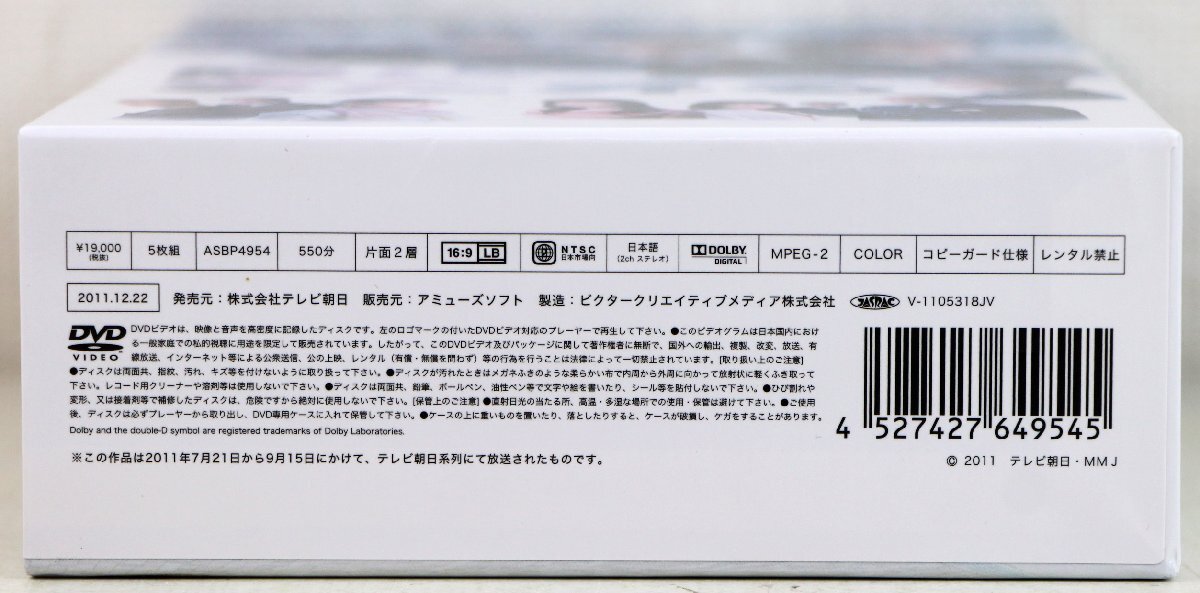 ¥19,000 (税抜) 5枚組 ASBP4954 550分 片面2層 16:9 LB NTSC 日本市場向 日本語 (2ch ステレオ) DOLBY DIGITAL MPEG-2 COLOR コピーガード仕様 レンタル禁止
2011.12.22 発売元：株式会社テレビ朝日 販売元：アミューズソフト 製造：ビクタークリエイティブメディア株式会社 JASRAC V-1105318JV
DVD VIDEO
DVDビデオは、映像と音声を高密度に記録したディスクです。左のロゴマークの付いたDVDビデオ対応のプレーヤーで再生して下さい。●このビデオグラムは日本国内におけ
る一般家庭での私的視聴に用途を限定して販売されています。したがって、このDVDビデオ及びパッケージに関して著作権者に無断で、国外への輸出、複製、改変、放送、有
線放送、インターネット等による公衆送信、公の上映、レンタル（有償・無償を問わず）等の行為を行うことは法律によって一切禁止されています。[取り扱い上のご注意]
●ディスクは両面共、指紋、汚れ、キズ等を付けないように取り扱って下さい。●ディスクが汚れたときはメガネふきのような柔らかい布で内周から外周に向かって放射状に軽くふき取って
下さい。レコード用クリーナーや溶剤等は使用しないで下さい。●ディスクは両面共、鉛筆、ボールペン、油性ペン等で文字や絵を書いたり、シール等を貼付しないで下さい。●ひび割れや
変形、又は接着剤等で補修したディスクは、危険ですから絶対に使用しないで下さい。[保管上のご注意]●直射日光の当たる所、高温・多湿な場所での使用・保管は避けて下さい。●ご使用
後、ディスクは必ずプレーヤーから取り出し、DVD専用ケースに入れて保管して下さい。●ケースの上に重いものを置いたり、落としたりすると、ケースが破損し、ケガをすることがあります。
Dolby and the double-D symbol are registered trademarks of Dolby Laboratories.
4 527427 649545
※この作品は2011年7月21日から9月15日にかけて、テレビ朝日系列にて放送されたものです。
© 2011 テレビ朝日・MMJ